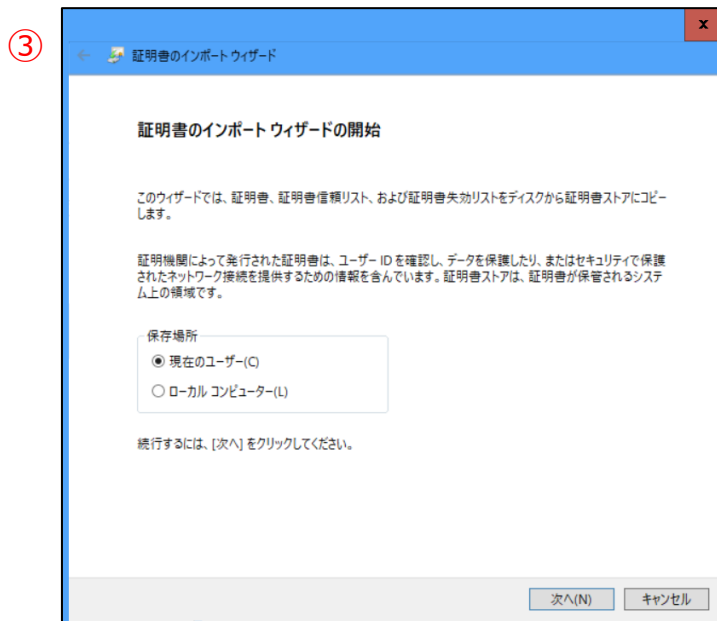 ③
x
証明書のインポート ウィザード
証明書のインポート ウィザードの開始
このウィザードでは、証明書、証明書信頼リスト、および証明書失効リストをディスクから証明書ストアにコピー
します。
証明機関によって発行された証明書は、ユーザー ID を確認し、データを保護したり、またはセキュリティで保護
されたネットワーク接続を提供するための情報を含んでいます。証明書ストアは、証明書が保管されるシステ
ム上の領域です。
保存場所
現在のユーザー(C)
ローカル コンピューター(L)
続行するには、[次へ] をクリックしてください。
次へ(N)
キャンセル